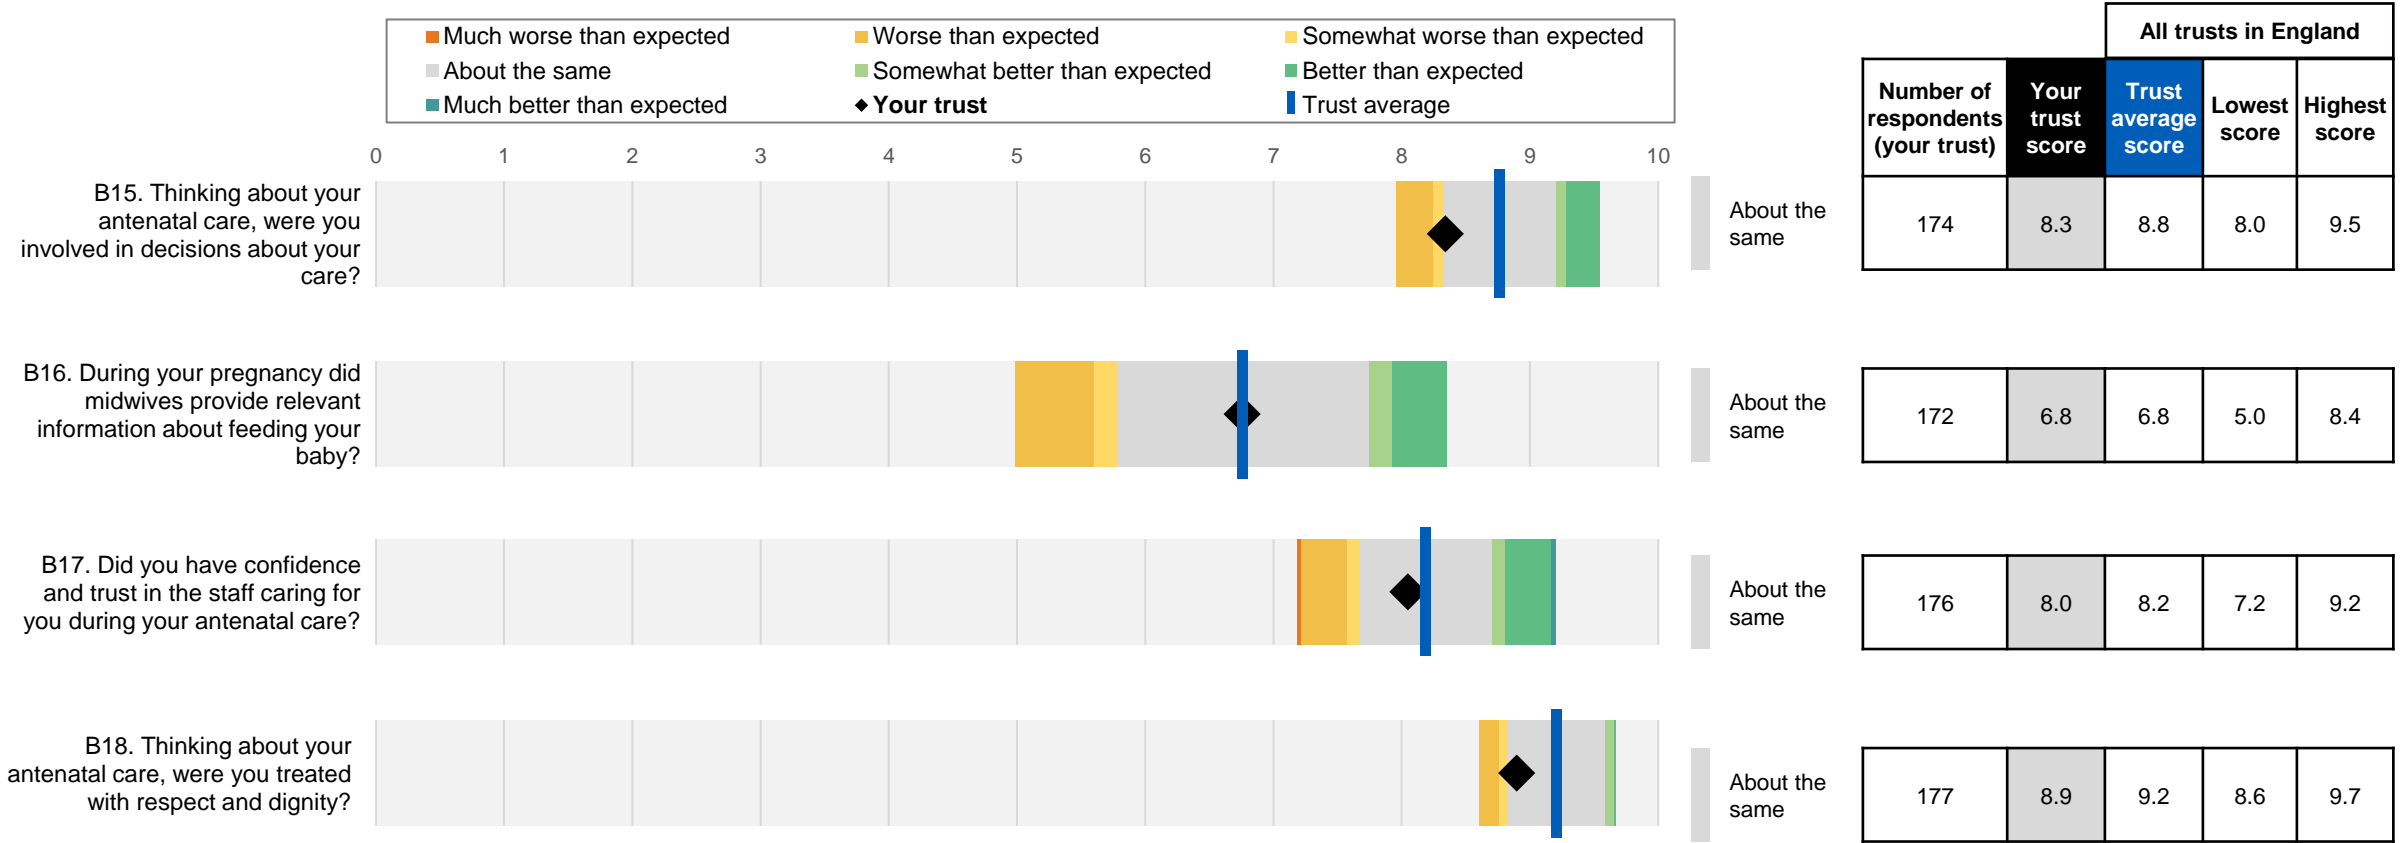 Much worse than expected
Worse than expected
Somewhat worse than expected
About the same
Somewhat better than expected
Better than expected
Much better than expected
Your trust
Trust average
All trusts in England
Number of
respondents
(your trust)
Your
trust
score
Trust
average
score
Lowest
score
Highest
score
0 1 2 3 4 5 6 7 8 9 10
B15. Thinking about your
antenatal care, were you
involved in decisions about your
care?
About the
same
174 8.3 8.8 8.0 9.5
B16. During your pregnancy did
midwives provide relevant
information about feeding your
baby?
About the
same
172 6.8 6.8 5.0 8.4
B17. Did you have confidence
and trust in the staff caring for
you during your antenatal care?
About the
same
176 8.0 8.2 7.2 9.2
B18. Thinking about your
antenatal care, were you treated
with respect and dignity?
About the
same
177 8.9 9.2 8.6 9.7